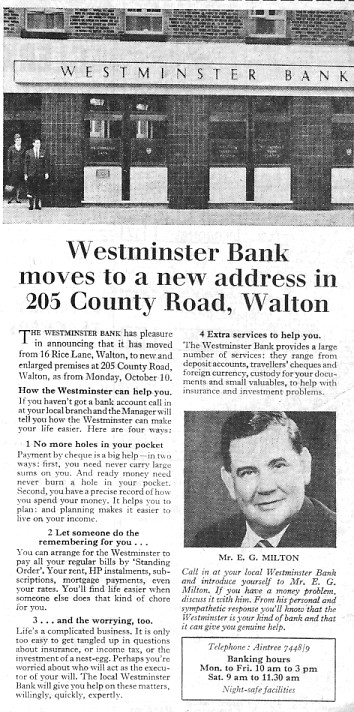 WESTMINSTER BANK
Westminster Bank
moves to a new address in
205 County Road, Walton
THE WESTMINSTER BANK has pleasure
in announcing that it has moved
from 16 Rice Lane, Walton, to new and
enlarged premises at 205 County Road,
Walton, as from Monday, October 10.
How the Westminster can help you.
If you haven't got a bank account call in
at your local branch and the Manager will
tell you how the Westminster can make
your life easier. Here are four ways:
1 No more holes in your pocket
Payment by cheque is a big help—in two
ways: first, you need never carry large
sums on you. And ready money need
never burn a hole in your pocket.
Second, you have a precise record of how
you spend your money. It helps you to
plan: and planning makes it easier to
live on your income.
2 Let someone do the
remembering for you . . .
You can arrange for the Westminster to
pay all your regular bills by 'Standing
Order'. Your rent, HP instalments, sub-
scriptions, mortgage payments, even
your rates. You'll find life easier when
someone else does that kind of chore
for you.
3 . . . and the worrying, too.
Life's a complicated business. It is only
too easy to get tangled up in questions
about insurance, or income tax, or the
investment of a nest-egg. Perhaps you're
worried about who will act as the execu-
tor of your will. The local Westminster
Bank will give you help on these matters,
willingly, quickly, expertly.
4 Extra services to help you.
The Westminster Bank provides a large
number of services: they range from
deposit accounts, travellers' cheques and
foreign currency, custody for your docu-
ments and small valuables, to help with
insurance and investment problems.
Mr. E. G. MILTON
Call in at your local Westminster Bank
and introduce yourself to Mr. E. G.
Milton. If you have a money problem,
discuss it with him. From his personal and
sympathetic response you'll know that the
Westminster is your kind of bank and that
it can give you genuine help.
Telephone : Aintree 7448/9
Banking hours
Mon. to Fri. 10 am to 3 pm
Sat. 9 am to 11.30 am
Night-safe facilities